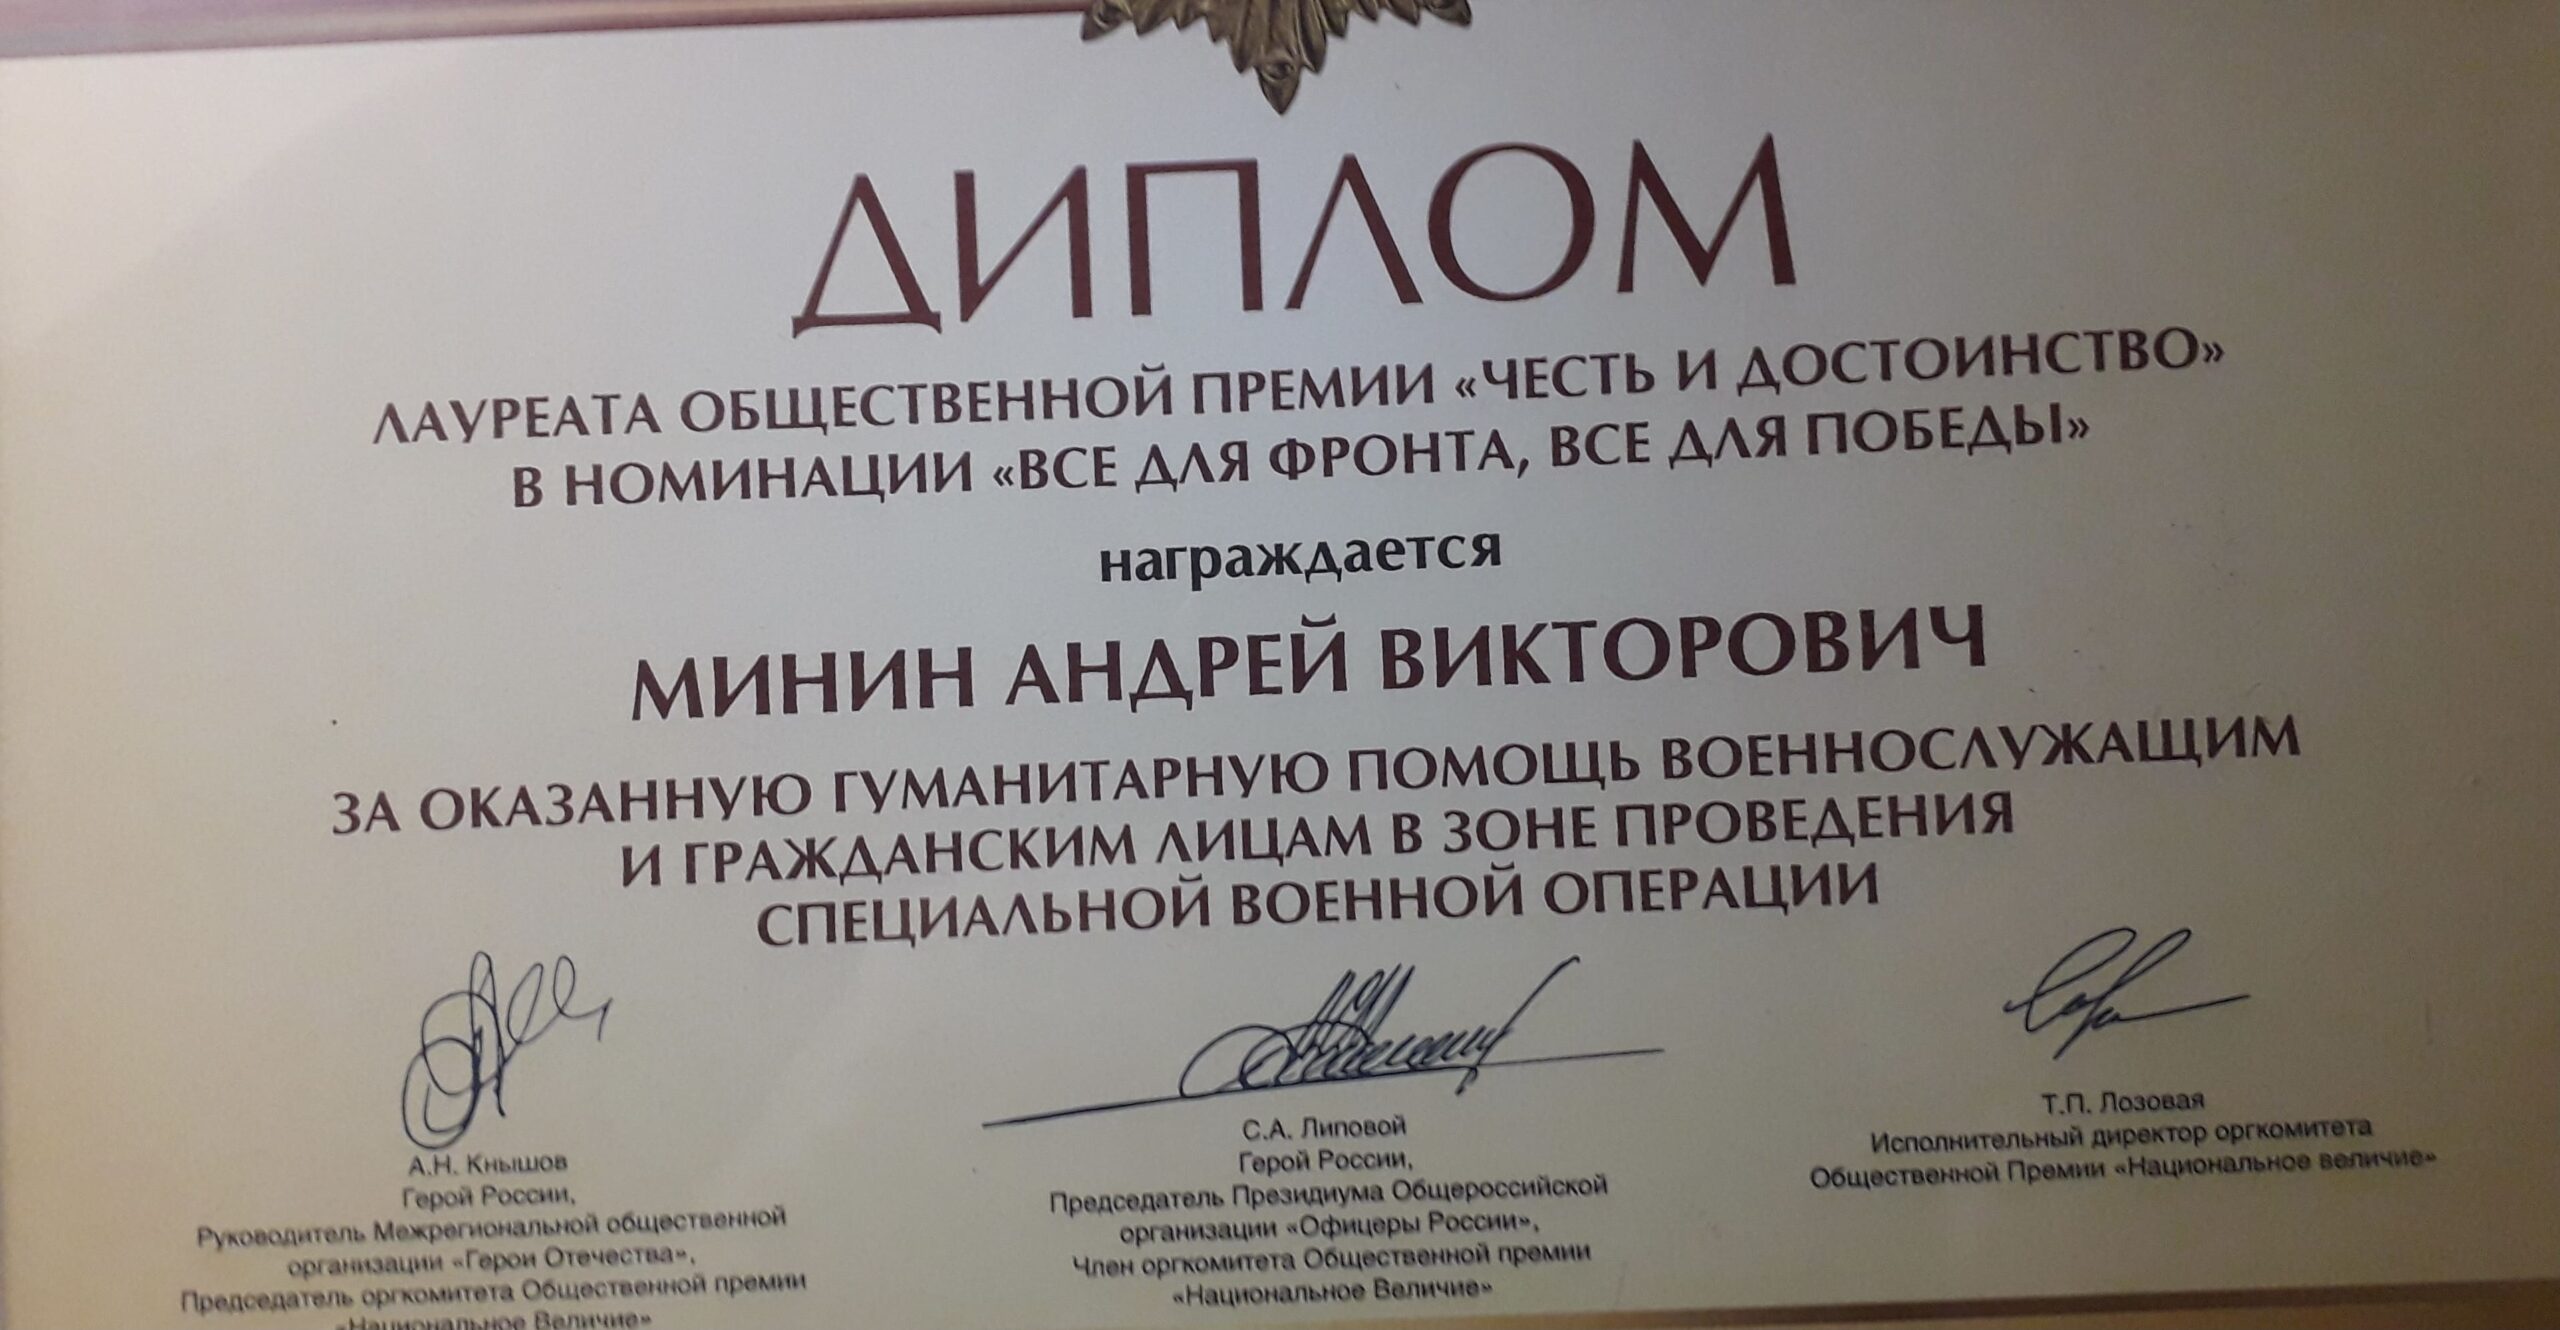 ДИПЛОМ
ЛАУРЕАТА ОБЩЕСТВЕННОЙ ПРЕМИИ «ЧЕСТЬ И ДОСТОИНСТВО»
В НОМИНАЦИИ «ВСЕ ДЛЯ ФРОНТА, ВСЕ ДЛЯ ПОБЕДЫ»
награждается
МИНИН АНДРЕЙ ВИКТОРОВИЧ
ЗА ОКАЗАННУЮ ГУМАНИТАРНУЮ ПОМОЩЬ ВОЕННОСЛУЖАЩИМ
И ГРАЖДАНСКИМ ЛИЦАМ В ЗОНЕ ПРОВЕДЕНИЯ
СПЕЦИАЛЬНОЙ ВОЕННОЙ ОПЕРАЦИИ
А.Н. Кнышов
Герой России,
Руководитель Межрегиональной общественной
организации «Герои Отечества»,
Председатель оргкомитета Общественной премии
«Национальное Величие»
С.А. Липовой
Герой России,
Председатель Президиума Общероссийской
организации «Офицеры России»,
Член оргкомитета Общественной премии
«Национальное Величие»
Т.П. Лозовая
Исполнительный директор оргкомитета
Общественной Премии «Национальное величие»